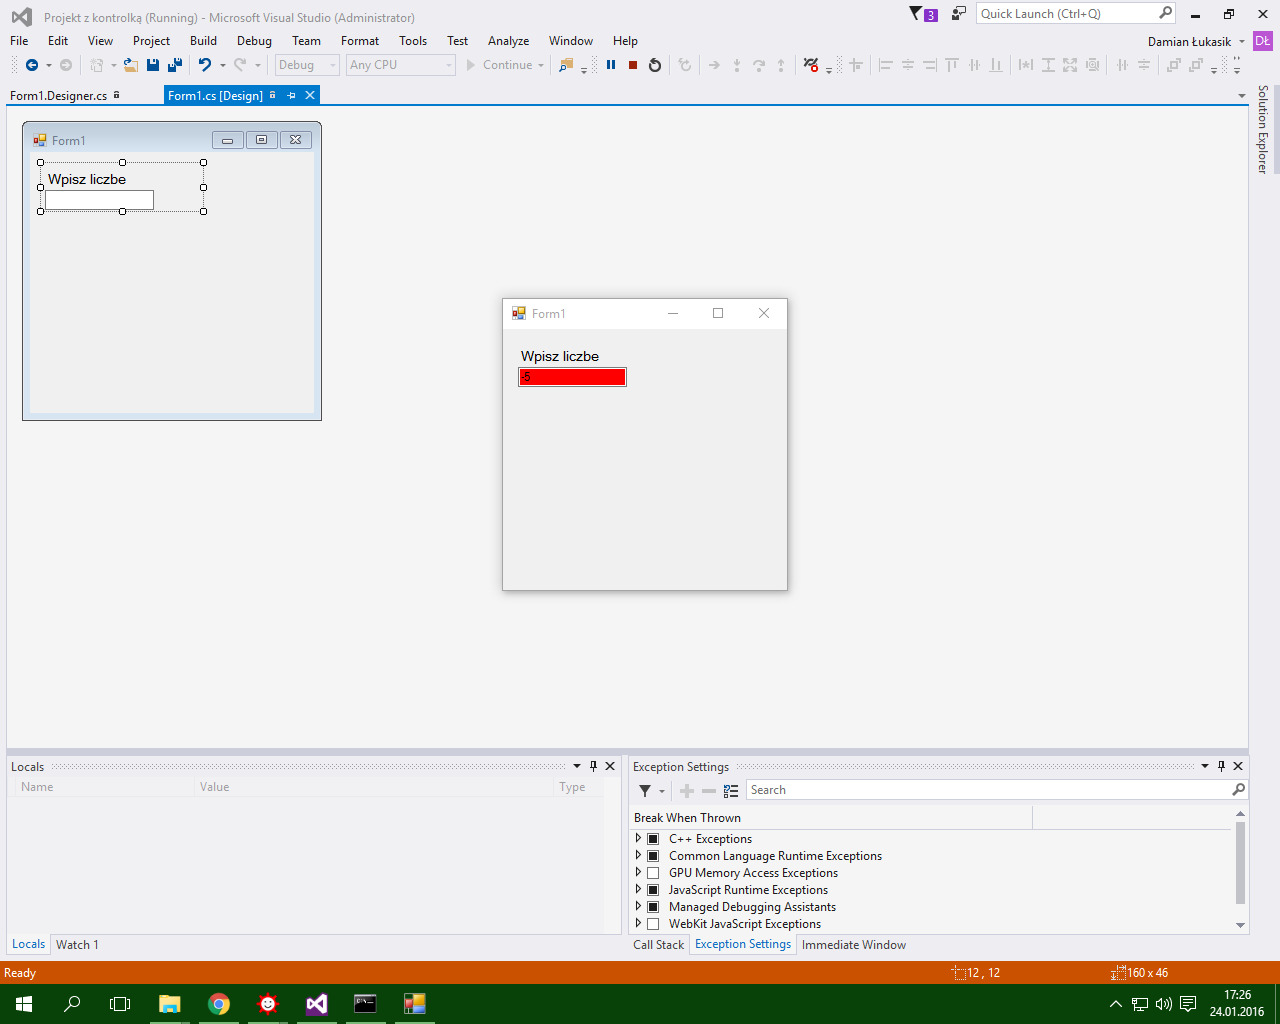 Projekt z kontrolką (Running) - Microsoft Visual Studio (Administrator)
3
Quick Launch (Ctrl+Q)
File Edit View Project Build Debug Team Format Tools Test Analyze Window Help
Damian Łukasik DŁ
Debug Any CPU Continue
Form1.Designer.cs Form1.cs [Design]
Solution Explorer
Form1
Wpisz liczbe
Form1
Wpisz liczbe
5
Locals
Name Value Type
Locals Watch 1
Exception Settings
Search
Break When Thrown
C++ Exceptions
Common Language Runtime Exceptions
GPU Memory Access Exceptions
JavaScript Runtime Exceptions
Managed Debugging Assistants
WebKit JavaScript Exceptions
Call Stack Exception Settings Immediate Window
Ready 12 , 12 160 x 46
17:26
24.01.2016